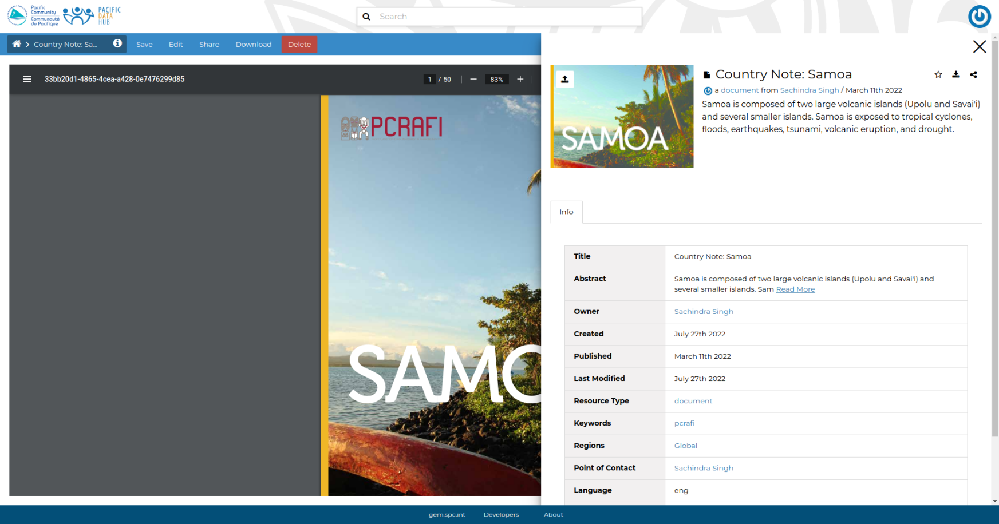 Pacific
Community
Communauté
du Pacifique
PACIFIC
DATA
HUB
Search
Country Note: Sa...
Save
Edit
Share
Download
Delete
33bb20d1-4865-4cea-a428-0e7476299d85
1 / 50
83%
PCRAFI
SAMO
SAMOA
Country Note: Samoa
a document from Sachindra Singh / March 11th 2022
Samoa is composed of two large volcanic islands (Upolu and Savai'i)
and several smaller islands. Samoa is exposed to tropical cyclones,
floods, earthquakes, tsunami, volcanic eruption, and drought.
Info
Title Country Note: Samoa
Abstract Samoa is composed of two large volcanic islands (Upolu and Savai'i) and
several smaller islands. Sam Read More
Owner Sachindra Singh
Created July 27th 2022
Published March 11th 2022
Last Modified July 27th 2022
Resource Type document
Keywords pcrafi
Regions Global
Point of Contact Sachindra Singh
Language eng
gem.spc.int Developers About